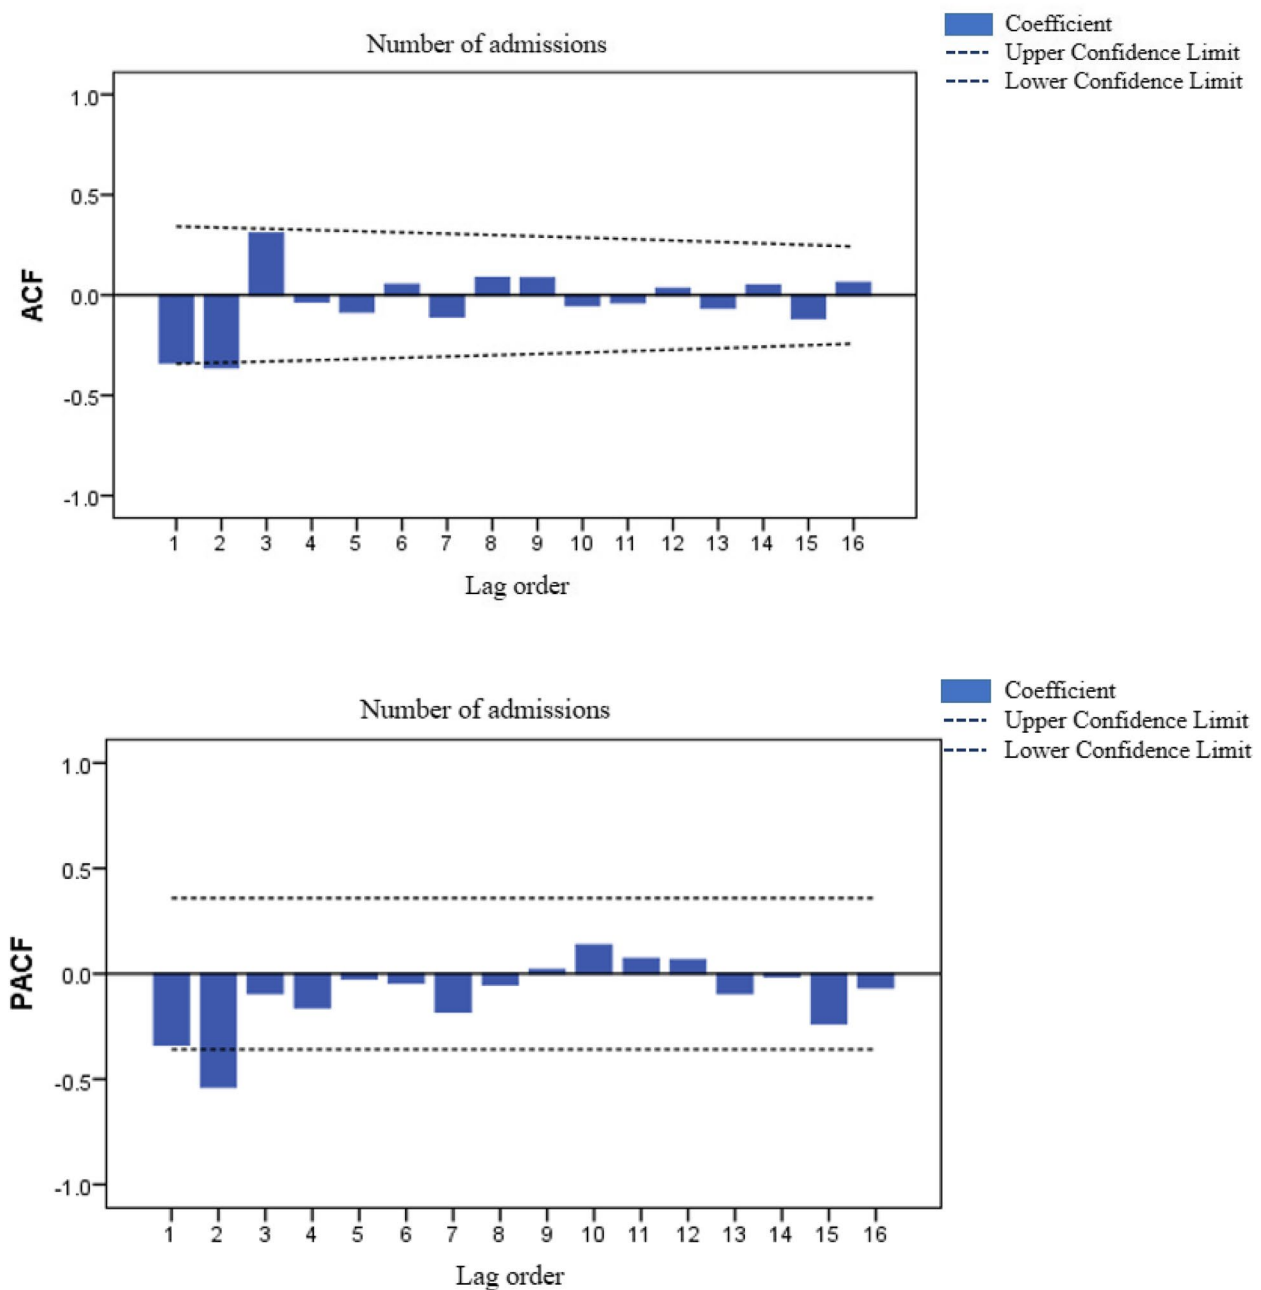 Number of admissions
Coefficient
Upper Confidence Limit
Lower Confidence Limit
1.0
0.5
0.0
-0.5
-1.0
ACF
1 2 3 4 5 6 7 8 9 10 11 12 13 14 15 16
Lag order
Number of admissions
Coefficient
Upper Confidence Limit
Lower Confidence Limit
1.0
0.5
0.0
-0.5
-1.0
PACF
1 2 3 4 5 6 7 8 9 10 11 12 13 14 15 16
Lag order